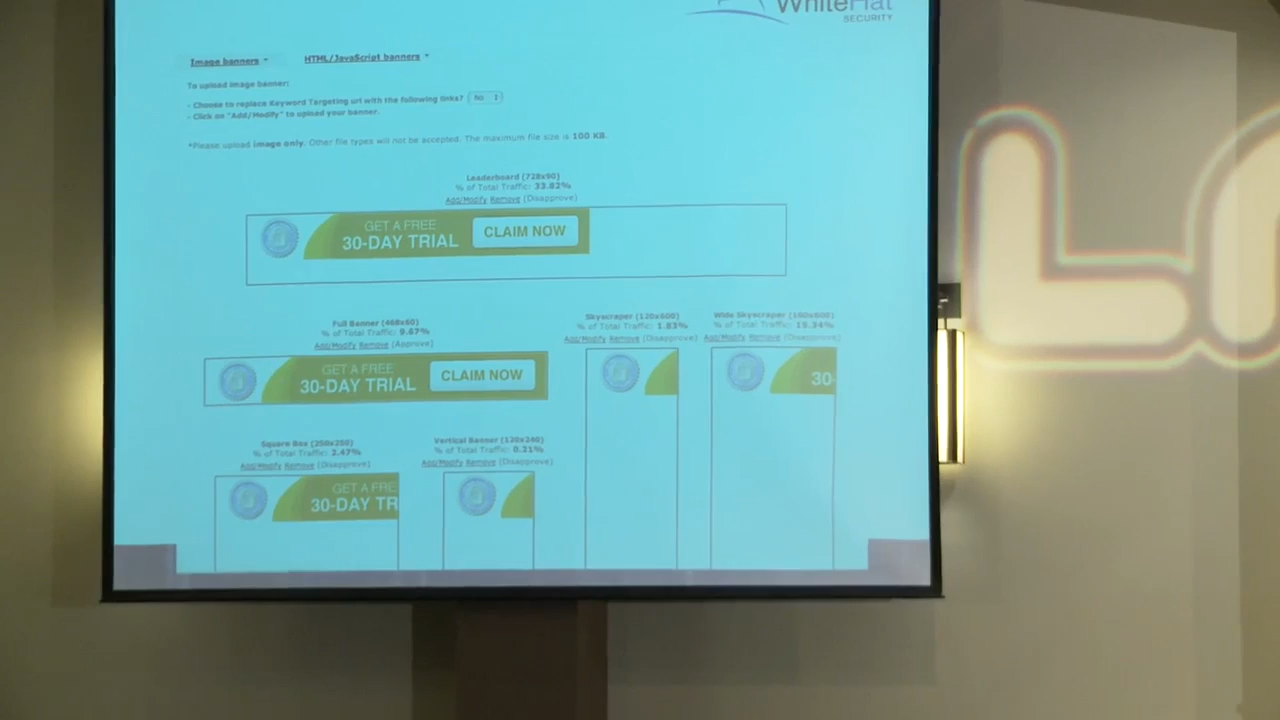 WhiteHat
SECURITY
Image banners
HTML/JavaScript banners
To upload image banner:
- Choose to replace Keyword Targeting url with the following links? No
- Click on "Add/Modify" to upload your banner.
*Please upload image only. Other file types will not be accepted. The maximum file size is 100 KB.
Leaderboard (728x90)
% of Total Traffic: 33.82%
Add/Modify Remove (Disapprove)
GET A FREE
30-DAY TRIAL
CLAIM NOW
Full Banner (468x60)
% of Total Traffic: 9.67%
Add/Modify Remove (Approve)
GET A FREE
30-DAY TRIAL
CLAIM NOW
Skyscraper (120x600)
% of Total Traffic: 1.83%
Add/Modify Remove (Disapprove)
Wide Skyscraper (160x600)
% of Total Traffic: 19.34%
Add/Modify Remove (Disapprove)
30-
Square Box (250x250)
% of Total Traffic: 2.47%
Add/Modify Remove (Disapprove)
GET A FRE
30-DAY TR
Vertical Banner (120x240)
% of Total Traffic: 0.21%
Add/Modify Remove (Disapprove)